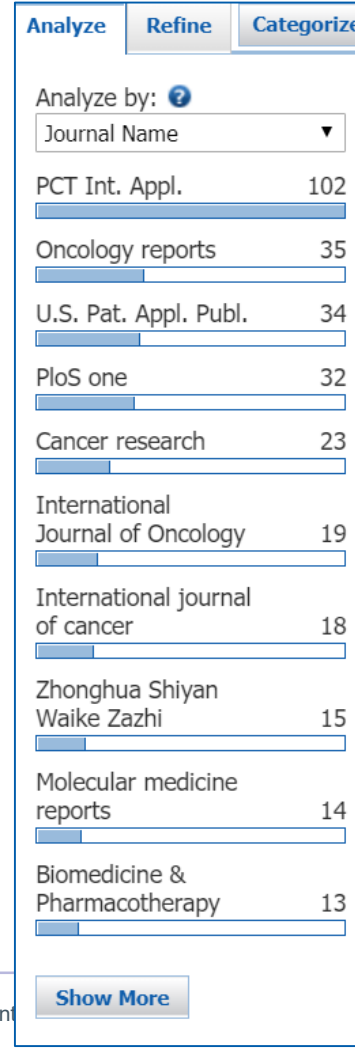 Analyze Refine Categorize
Analyze by: ?
Journal Name ▼
PCT Int. Appl. 102
Oncology reports 35
U.S. Pat. Appl. Publ. 34
PloS one 32
Cancer research 23
International
Journal of Oncology 19
International journal
of cancer 18
Zhonghua Shiyan
Waike Zazhi 15
Molecular medicine
reports 14
Biomedicine &
Pharmacotherapy 13
Show More